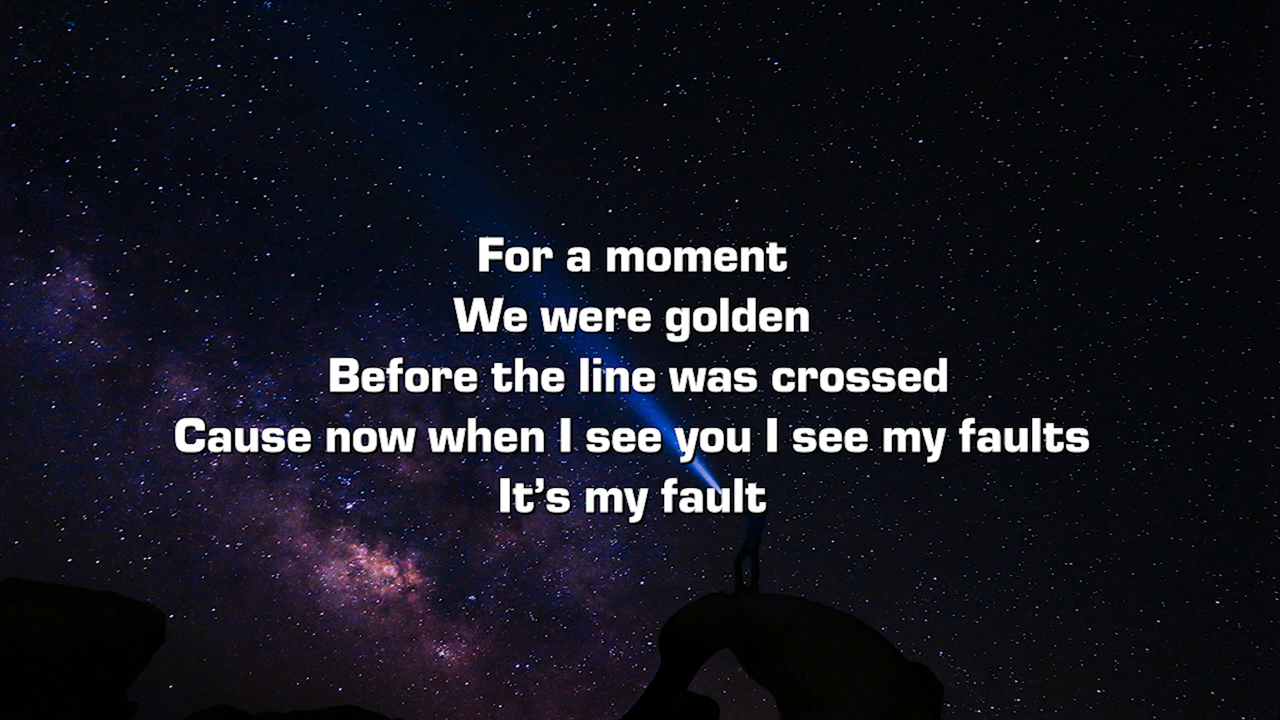 For a moment
We were golden
Before the line was crossed
Cause now when I see you I see my faults
It’s my fault